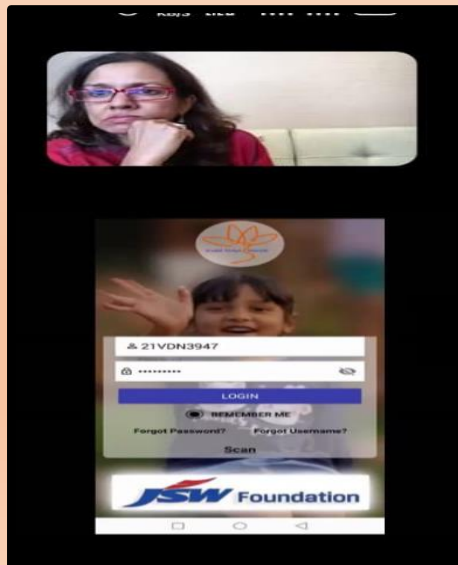 21VDN3947
•••••••••
LOGIN
REMEMBER ME
Forgot Password? Forgot Username?
Scan
JSW Foundation